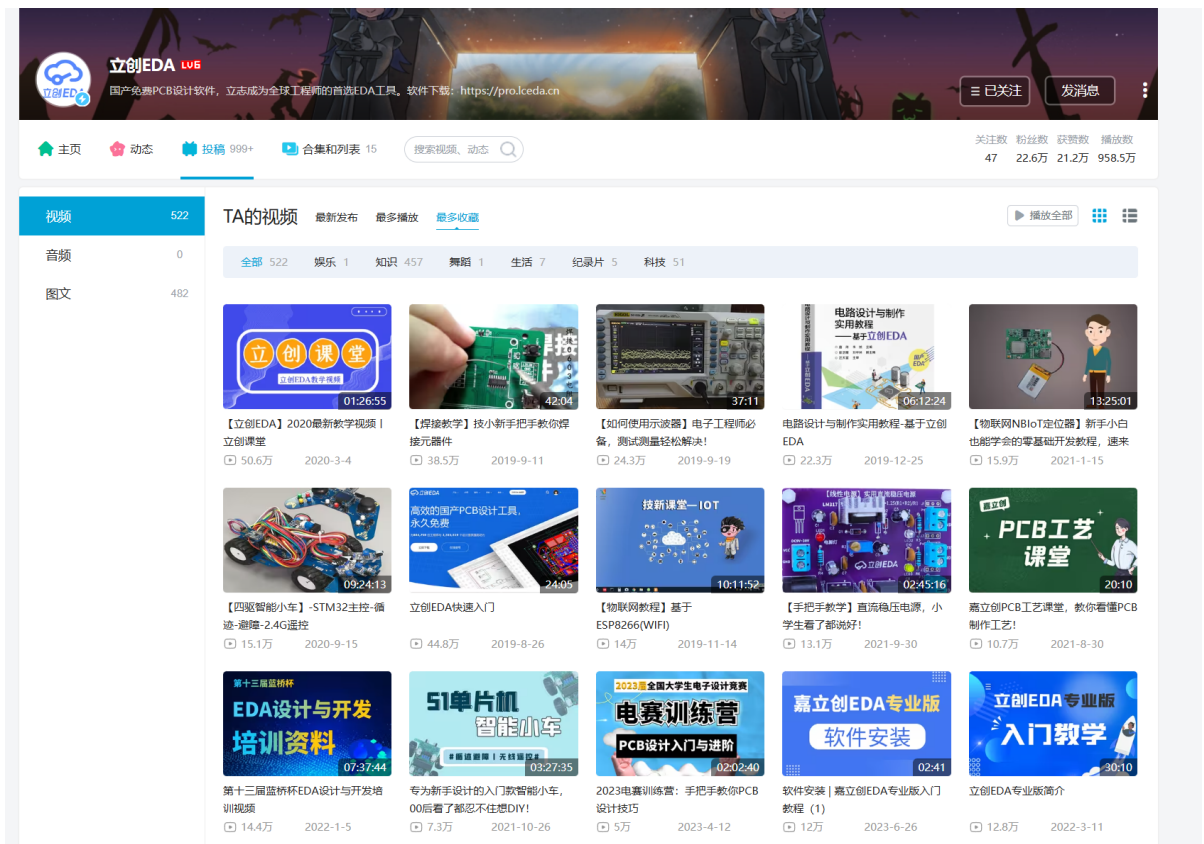 立创EDA LV6
国产免费PCB设计软件，立志成为全球工程师的首选EDA工具。软件下载：https://pro.lceda.cn
已关注
发消息
主页
动态
投稿 999+
合集和列表 15
搜索视频、动态
关注数 粉丝数 获赞数 播放数
47 22.6万 21.2万 958.5万
视频 522
音频 0
图文 482
TA的视频 最新发布 最多播放 最多收藏
播放全部
全部 522 娱乐 1 知识 457 舞蹈 1 生活 7 纪录片 5 科技 51
立创课堂
立创EDA教学视频
01:26:55
【立创EDA】2020最新教学视频丨
立创课堂
50.6万 2020-3-4
42:04
【焊接教学】技小新手把手教你焊
接元器件
38.5万 2019-9-11
37:11
【如何使用示波器】电子工程师必
备，测试测量轻松解决！
24.3万 2019-9-19
电路设计与制作
实用教程
——基于立创EDA
06:12:24
电路设计与制作实用教程-基于立创
EDA
22.3万 2019-12-25
13:25:01
【物联网NBIoT定位器】新手小白
也能学会的零基础开发教程，速来
15.9万 2021-1-15
09:24:13
【四驱智能小车】-STM32主控-循
迹-避障-2.4G遥控
15.1万 2020-9-15
高效的国产PCB设计工具，
永久免费
24:05
立创EDA快速入门
44.8万 2019-8-26
技新课堂—IOT
10:11:52
【物联网教程】基于
ESP8266(WIFI)
14万 2019-11-14
【线性电源】实用直流稳压电源
立创EDA
02:45:16
【手把手教学】直流稳压电源，小
学生看了都说好！
13.1万 2021-9-30
嘉立创
PCB工艺
课堂
20:10
嘉立创PCB工艺课堂，教你看懂PCB
制作工艺！
10.7万 2021-8-30
第十三届蓝桥杯
EDA设计与开发
培训资料
07:37:44
第十三届蓝桥杯EDA设计与开发培
训视频
14.4万 2022-1-5
51单片机
智能小车
#循迹避障丨无线遥控#
03:27:35
专为新手设计的入门款智能小车，
00后看了都忍不住想DIY！
7.3万 2021-10-26
2023届全国大学生电子设计竞赛
电赛训练营
PCB设计入门与进阶
02:02:40
2023电赛训练营：手把手教你PCB
设计技巧
5万 2023-4-12
嘉立创EDA专业版
软件安装
02:41
软件安装 | 嘉立创EDA专业版入门
教程（1）
12万 2023-6-26
立创EDA专业版
入门教学
30:10
立创EDA专业版简介
12.8万 2022-3-11